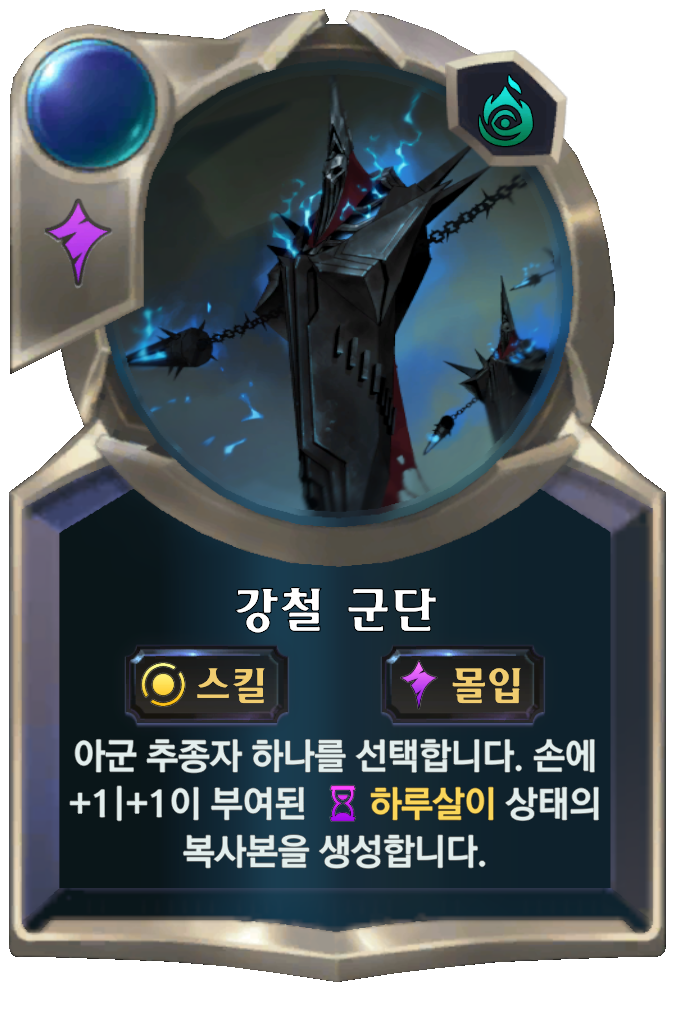 강철 군단
스킬
몰입
아군 추종자 하나를 선택합니다. 손에
+1|+1이 부여된 하루살이 상태의
복사본을 생성합니다.